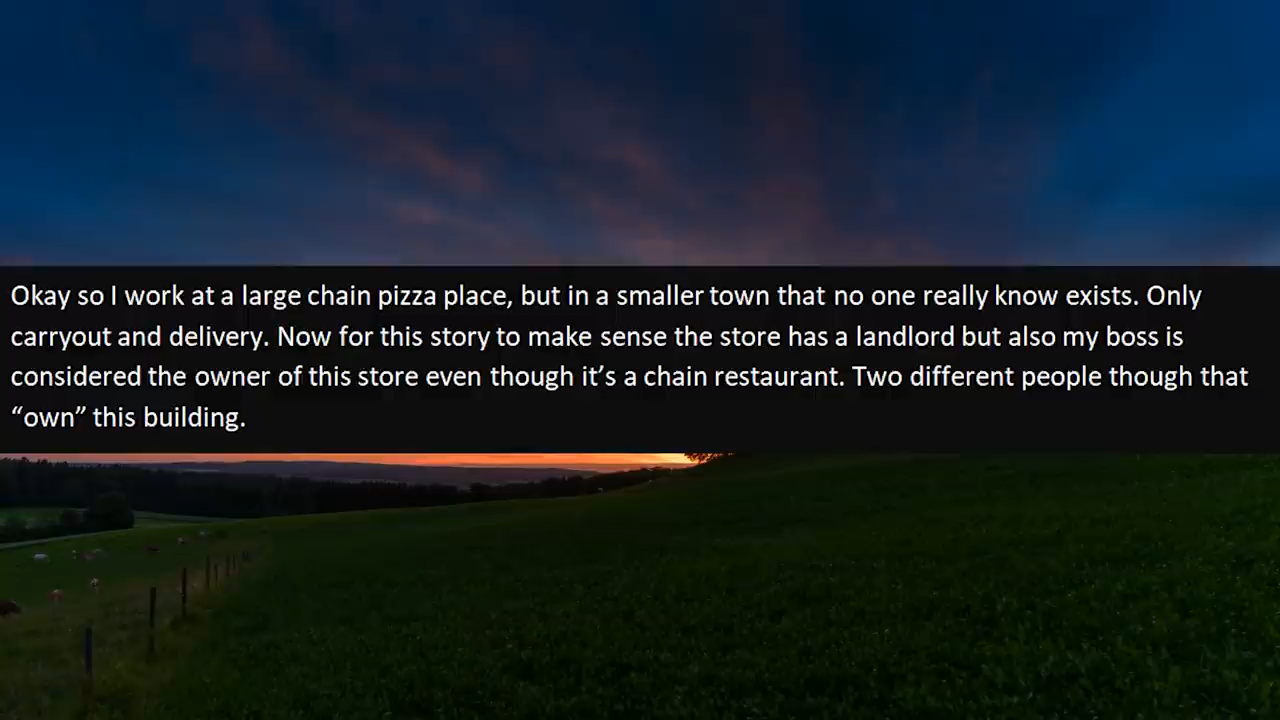 Okay so I work at a large chain pizza place, but in a smaller town that no one really know exists. Only
carryout and delivery. Now for this story to make sense the store has a landlord but also my boss is
considered the owner of this store even though it’s a chain restaurant. Two different people though that
“own” this building.